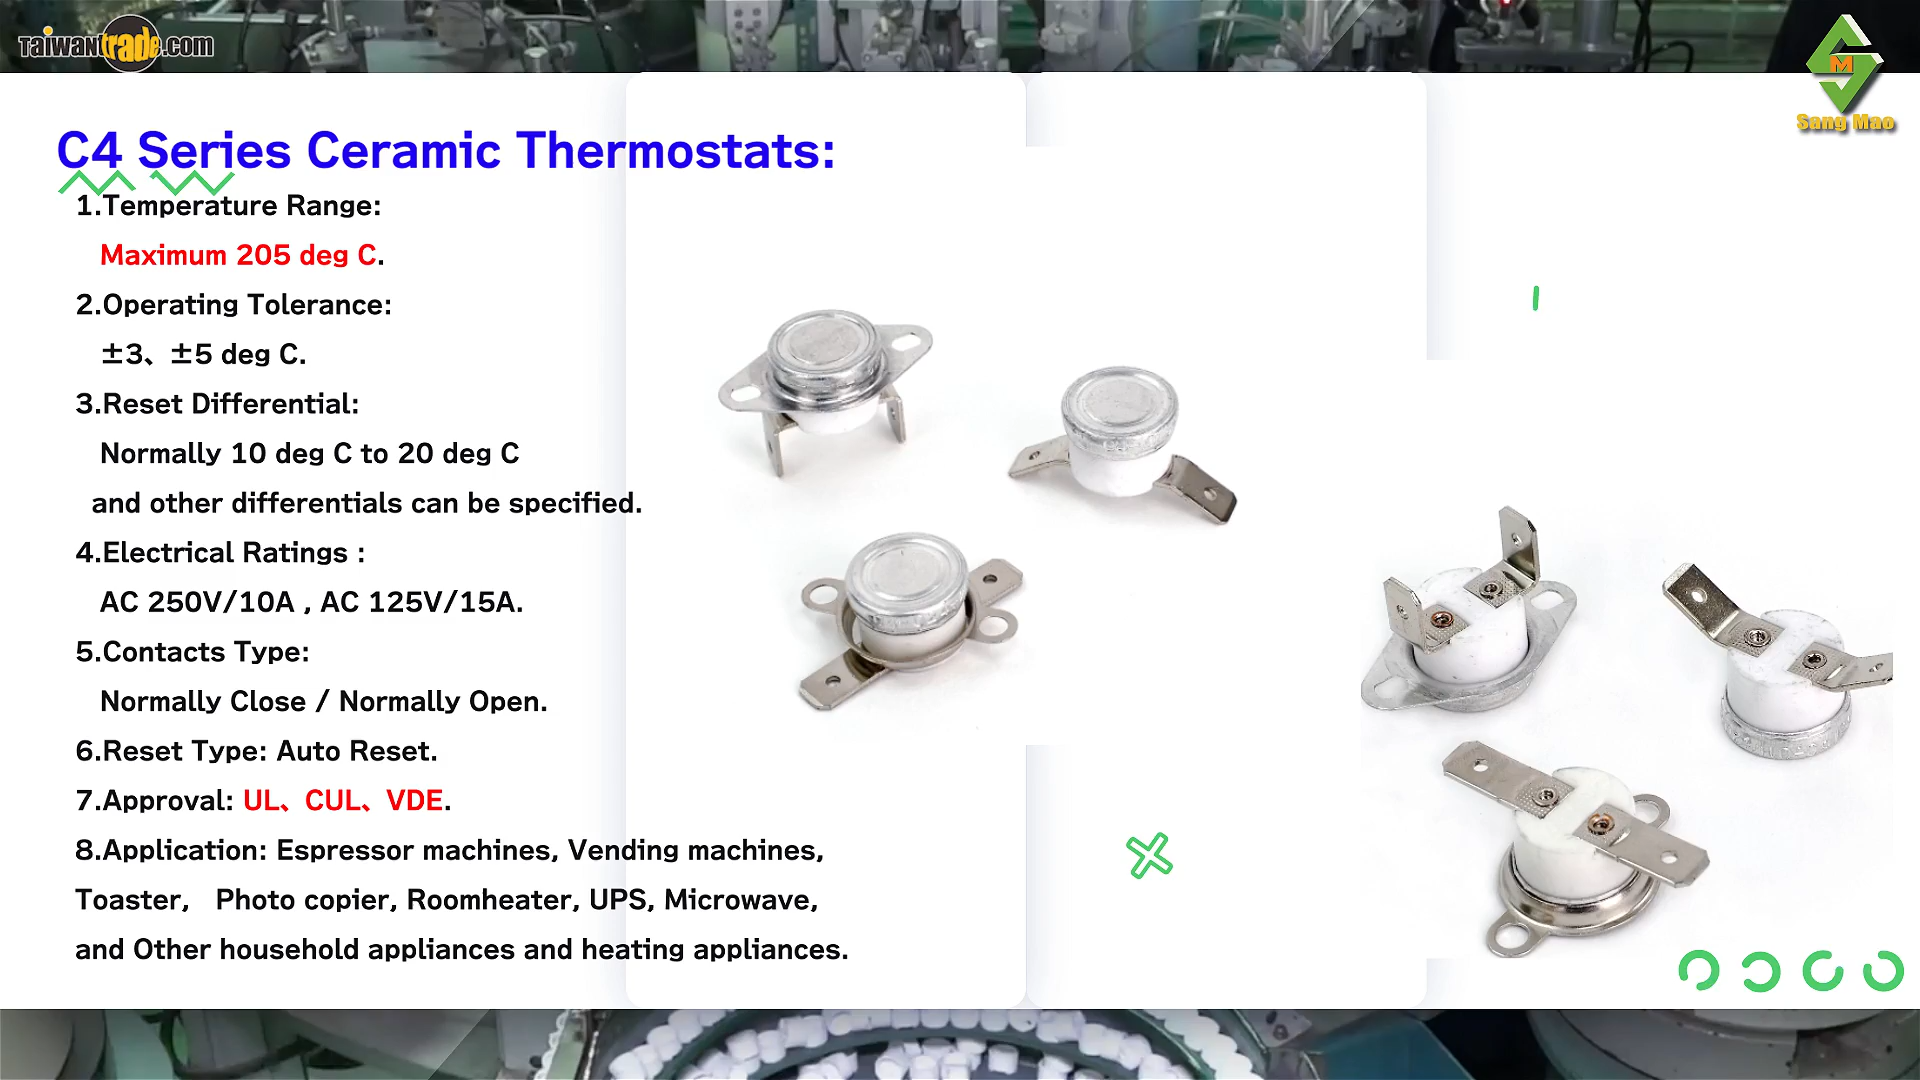 Taiwantrade.com
M
Sang Mao
C4 Series Ceramic Thermostats:
1.Temperature Range:
Maximum 205 deg C.
2.Operating Tolerance:
±3、±5 deg C.
3.Reset Differential:
Normally 10 deg C to 20 deg C
and other differentials can be specified.
4.Electrical Ratings :
AC 250V/10A , AC 125V/15A.
5.Contacts Type:
Normally Close / Normally Open.
6.Reset Type: Auto Reset.
7.Approval: UL、CUL、VDE.
8.Application: Espressor machines, Vending machines,
Toaster, Photo copier, Roomheater, UPS, Microwave,
and Other household appliances and heating appliances.